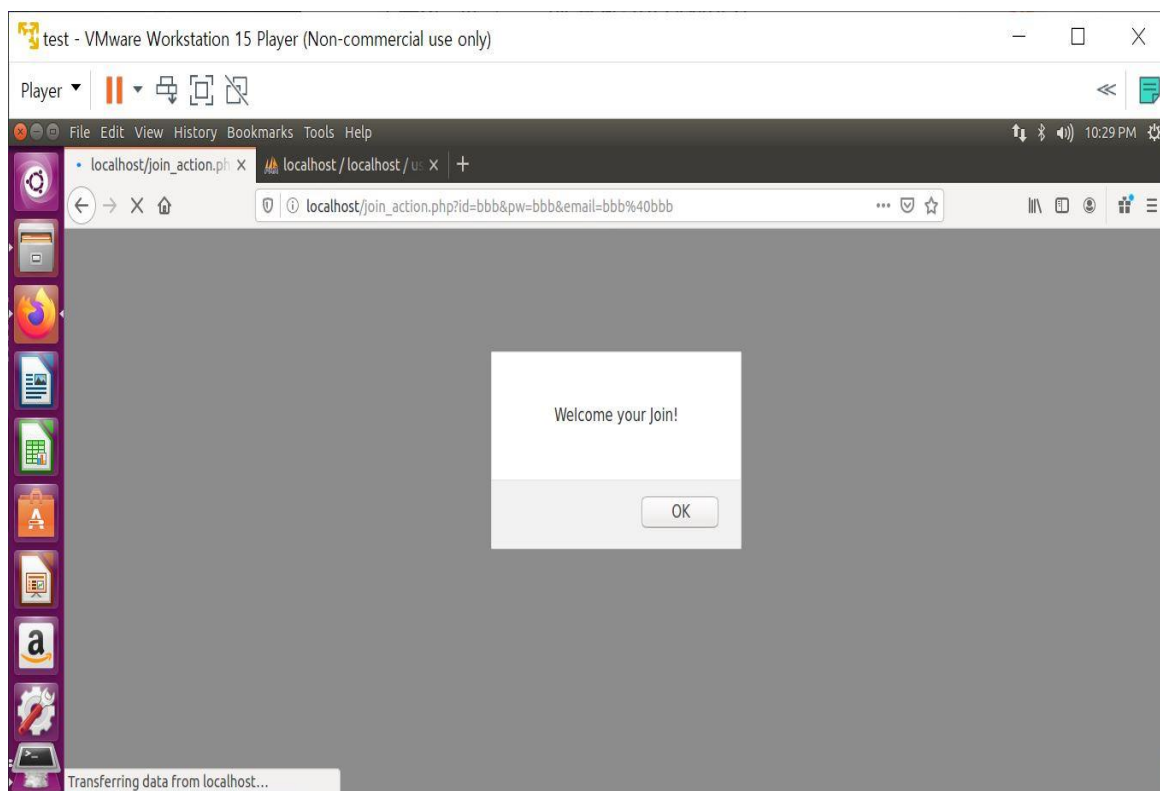 test - VMware Workstation 15 Player (Non-commercial use only)
Player
File Edit View History Bookmarks Tools Help
10:29 PM
localhost/join_action.ph
localhost / localhost / us
localhost/join_action.php?id=bbb&pw=bbb&email=bbb%40bbb
Welcome your Join!
OK
Transferring data from localhost...